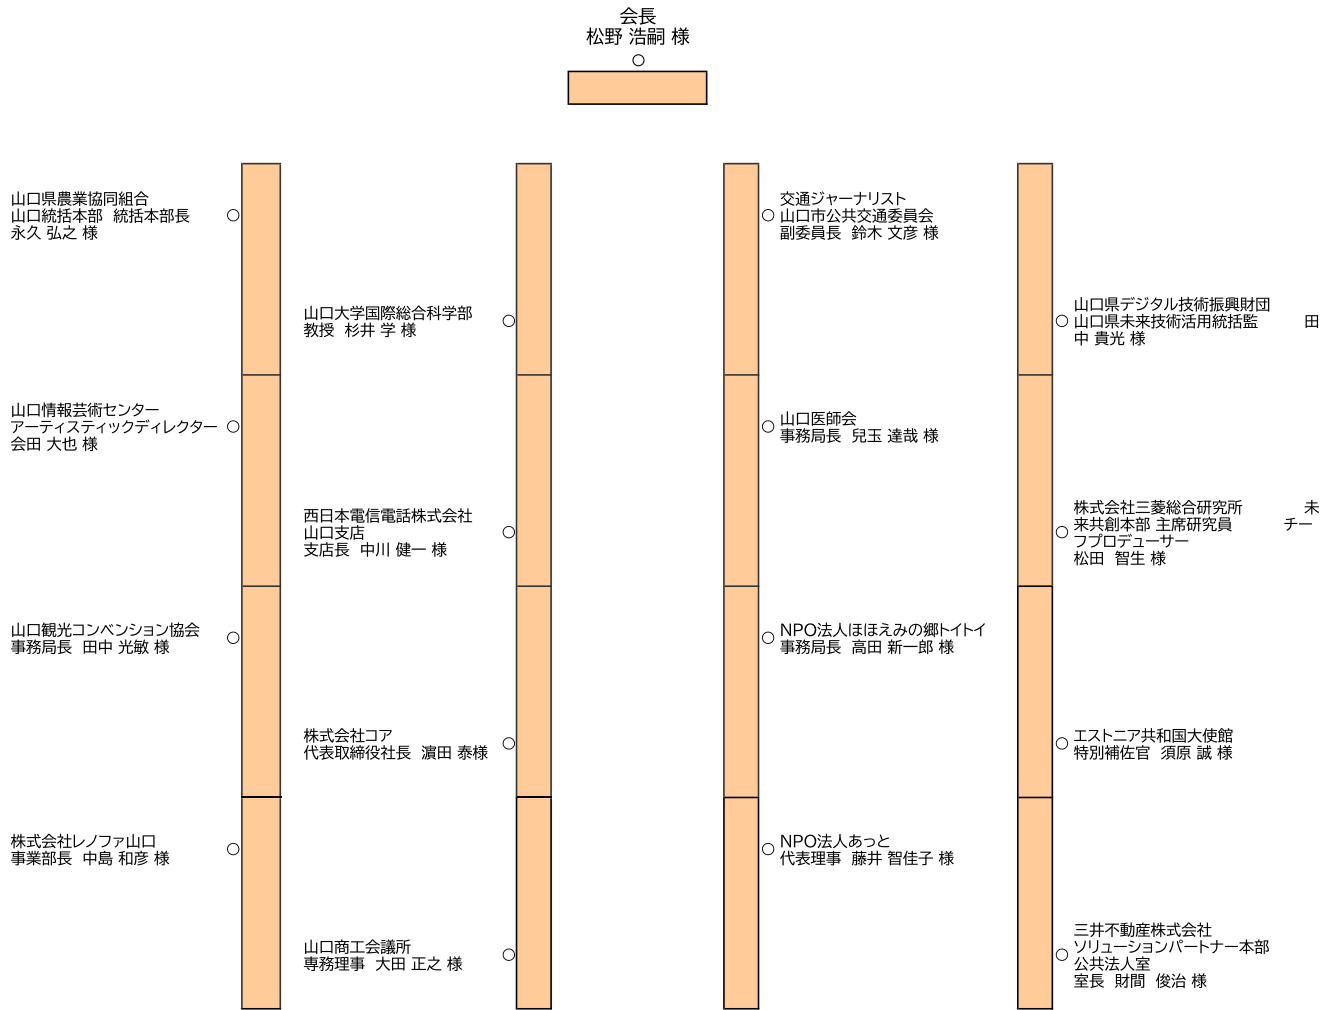 会長
松野 浩嗣 様
山口県農業協同組合
山口統括本部 統括本部長
永久 弘之 様
山口情報芸術センター
アーティスティックディレクター
会田 大也 様
山口観光コンベンション協会
事務局長 田中 光敏 様
株式会社レノファ山口
事業部長 中島 和彦 様
山口大学国際総合科学部
教授 杉井 学 様
西日本電信電話株式会社
山口支店
支店長 中川 健一 様
株式会社コア
代表取締役社長 濵田 泰様
山口商工会議所
専務理事 大田 正之 様
交通ジャーナリスト
山口市公共交通委員会
副委員長 鈴木 文彦 様
山口医師会
事務局長 兒玉 達哉 様
NPO法人ほほえみの郷トイトイ
事務局長 高田 新一郎 様
NPO法人あっと
代表理事 藤井 智佳子 様
山口県デジタル技術振興財団
山口県未来技術活用統括監 田
中 貴光 様
株式会社三菱総合研究所 未
来共創本部 主席研究員 チー
フプロデューサー
松田 智生 様
エストニア共和国大使館
特別補佐官 須原 誠 様
三井不動産株式会社
ソリューションパートナー本部
公共法人室
室長 財間 俊治 様